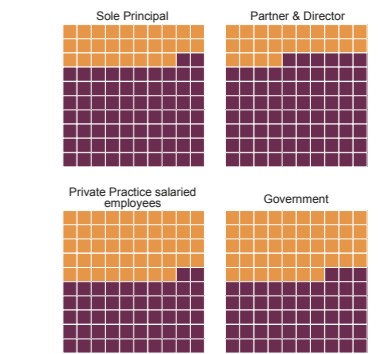 Sole Principal
Partner & Director
Private Practice salaried
employees
Government